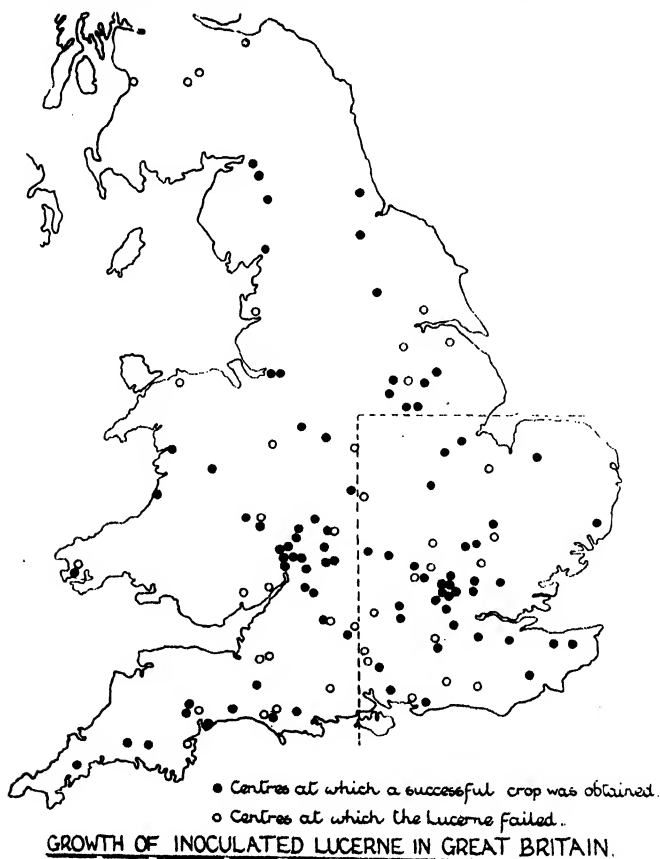 Centres at which a successful crop was obtained.
Centres at which the Lucerne failed..
GROWTH OF INOCULATED LUCERNE IN GREAT BRITAIN.